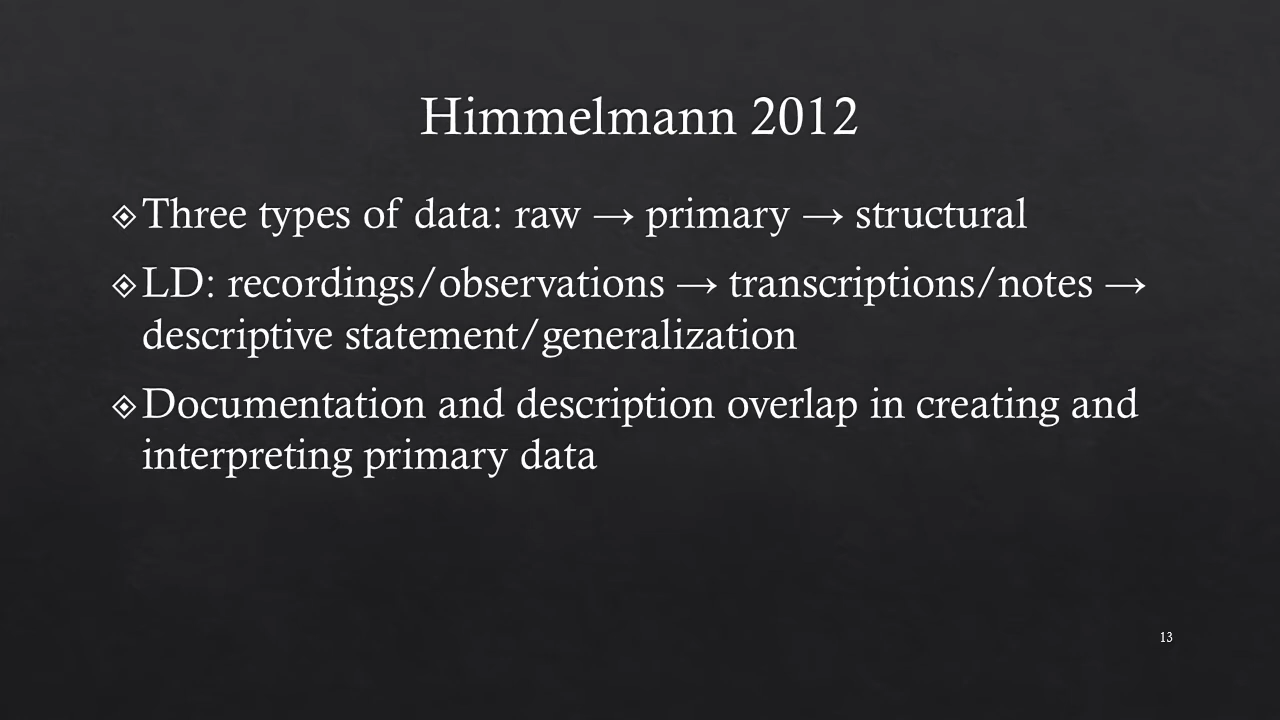 Himmelmann 2012
Three types of data: raw → primary → structural
LD: recordings/observations → transcriptions/notes →
descriptive statement/generalization
Documentation and description overlap in creating and
interpreting primary data
13